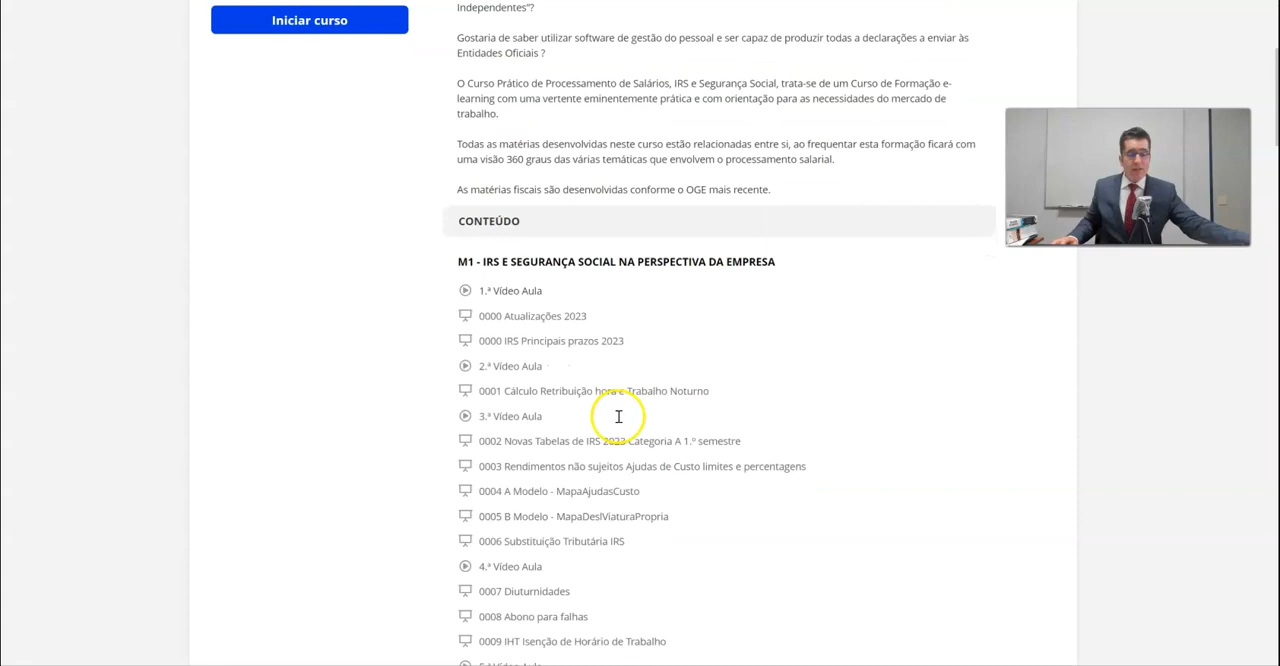 Iniciar curso
Independentes"?
Gostaria de saber utilizar software de gestão do pessoal e ser capaz de produzir todas a declarações a enviar às
Entidades Oficiais ?
O Curso Prático de Processamento de Salários, IRS e Segurança Social, trata-se de um Curso de Formação e-
learning com uma vertente eminentemente prática e com orientação para as necessidades do mercado de
trabalho.
Todas as matérias desenvolvidas neste curso estão relacionadas entre si, ao frequentar esta formação ficará com
uma visão 360 graus das várias temáticas que envolvem o processamento salarial.
As matérias fiscais são desenvolvidas conforme o OGE mais recente.
CONTEÚDO
M1 - IRS E SEGURANÇA SOCIAL NA PERSPECTIVA DA EMPRESA
1.ª Vídeo Aula
0000 Atualizações 2023
0000 IRS Principais prazos 2023
2.ª Vídeo Aula
0001 Cálculo Retribuição hora e Trabalho Noturno
3.ª Vídeo Aula
0002 Novas Tabelas de IRS 2023 Categoria A 1.º semestre
0003 Rendimentos não sujeitos Ajudas de Custo limites e percentagens
0004 A Modelo - MapaAjudasCusto
0005 B Modelo - MapaDeslViaturaPropria
0006 Substituição Tributária IRS
4.ª Vídeo Aula
0007 Diuturnidades
0008 Abono para falhas
0009 IHT Isenção de Horário de Trabalho